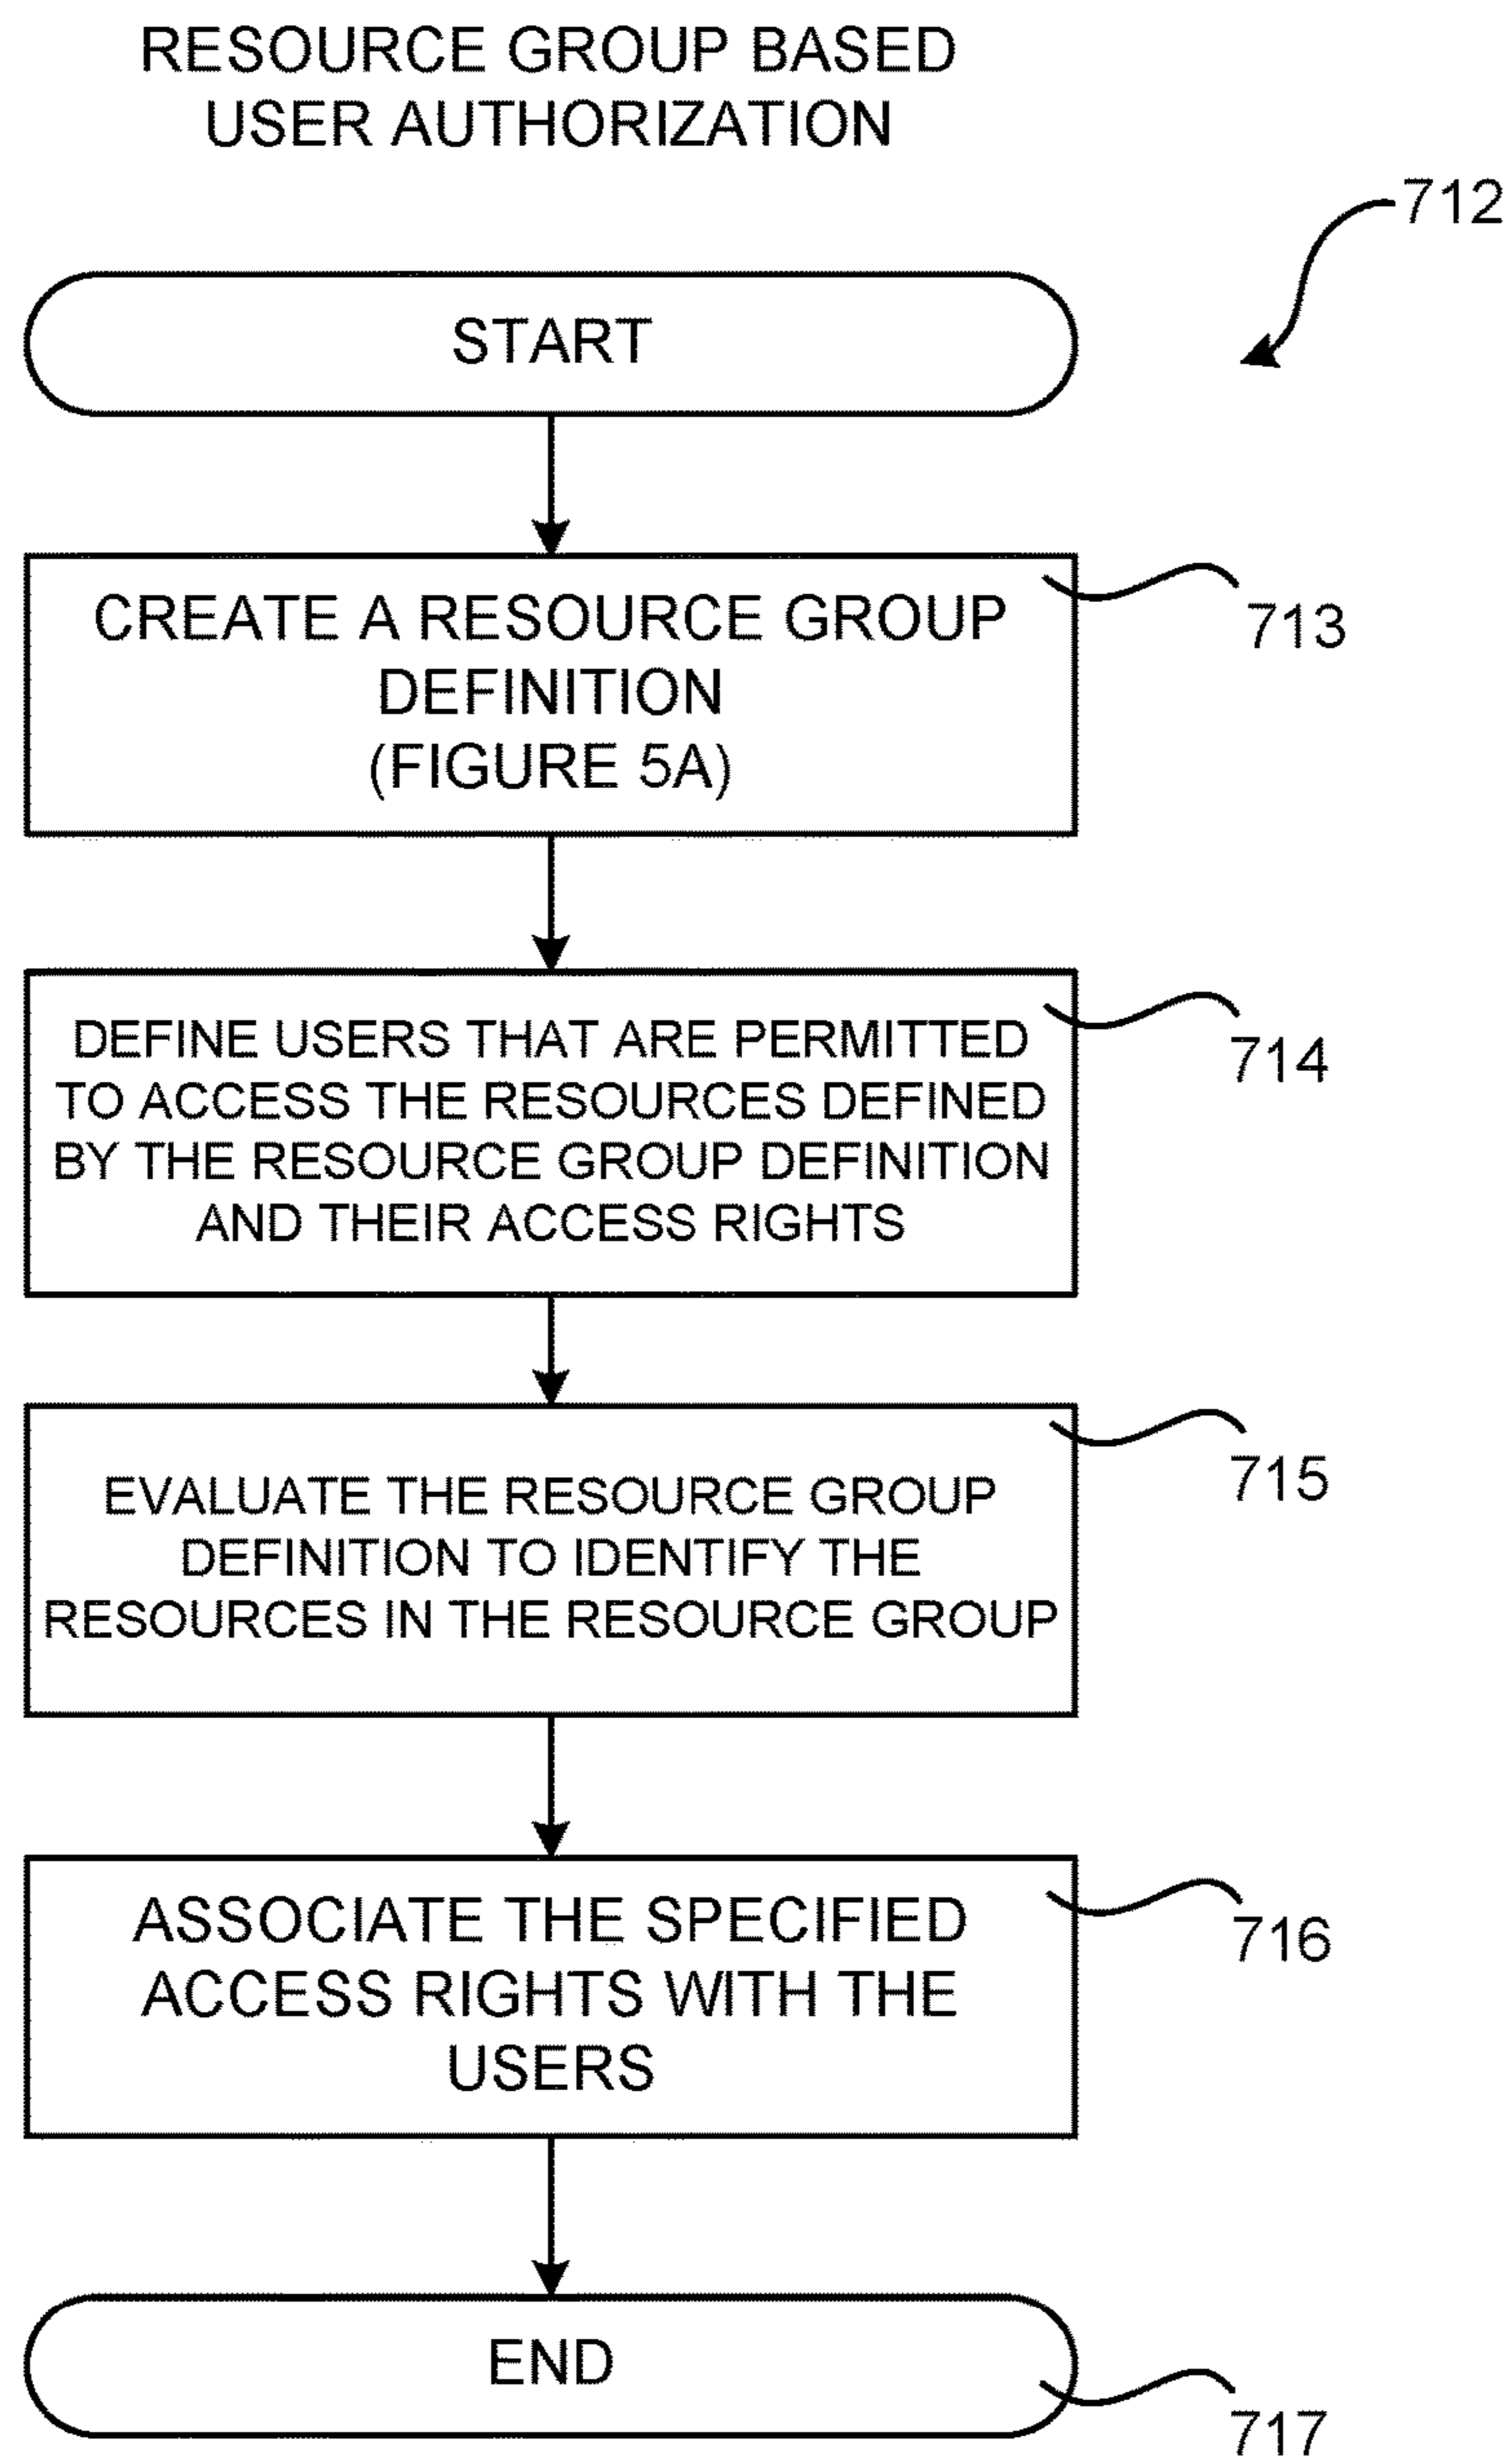 RESOURCE GROUP BASED
USER AUTHORIZATION
712
START
CREATE A RESOURCE GROUP
DEFINITION
(FIGURE 5A)
713
DEFINE USERS THAT ARE PERMITTED
TO ACCESS THE RESOURCES DEFINED
BY THE RESOURCE GROUP DEFINITION
AND THEIR ACCESS RIGHTS
714
EVALUATE THE RESOURCE GROUP
DEFINITION TO IDENTIFY THE
RESOURCES IN THE RESOURCE GROUP
715
ASSOCIATE THE SPECIFIED
ACCESS RIGHTS WITH THE
USERS
716
END
717